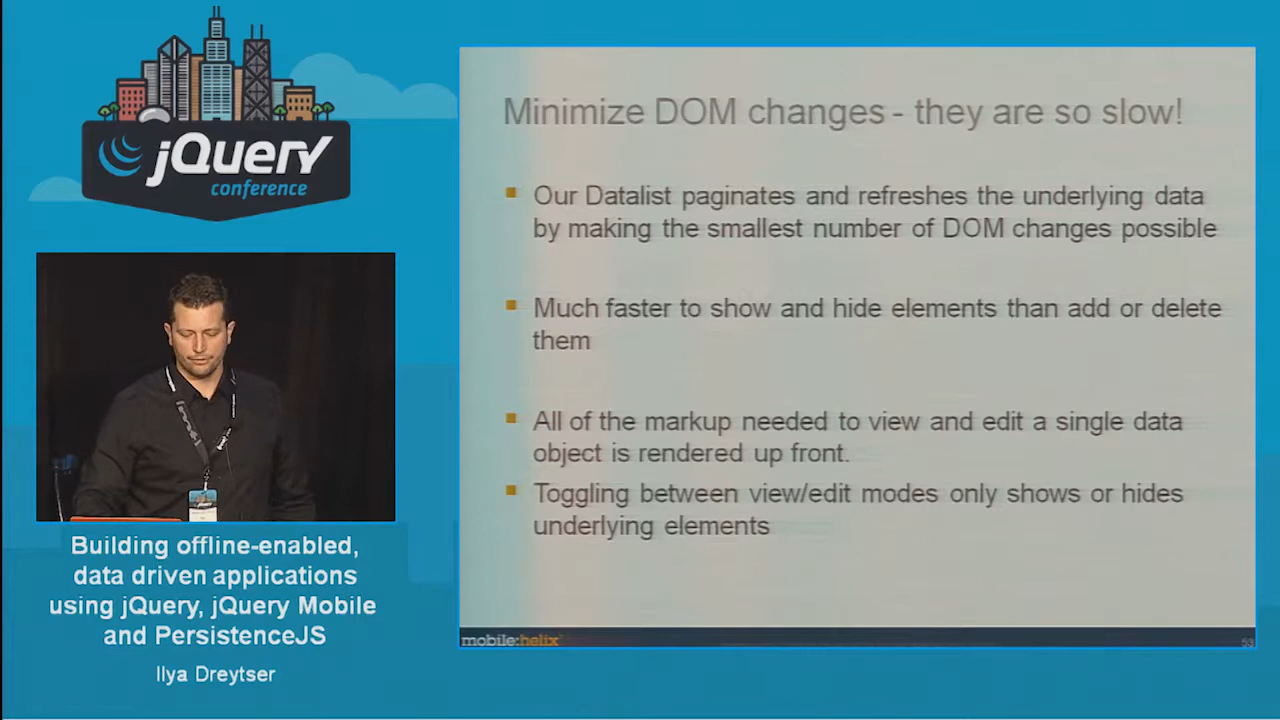 jQuery
conference
Minimize DOM changes - they are so slow!
Our Datalist paginates and refreshes the underlying data
by making the smallest number of DOM changes possible
Much faster to show and hide elements than add or delete
them
All of the markup needed to view and edit a single data
object is rendered up front.
Toggling between view/edit modes only shows or hides
underlying elements
mobile:helix
53
Building offline-enabled,
data driven applications
using jQuery, jQuery Mobile
and PersistenceJS
Ilya Dreytser